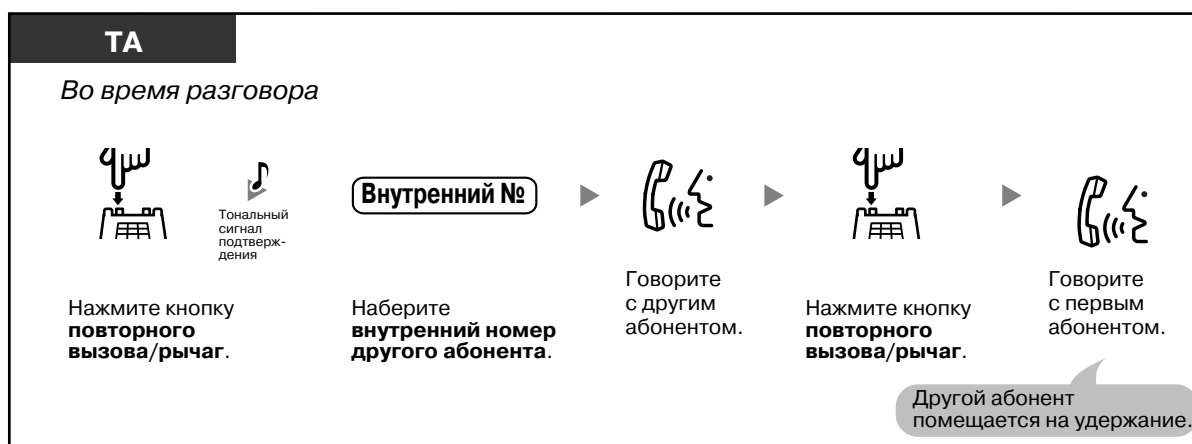 ТА
Во время разговора
Тональный
сигнал
подтверж-
дения
Внутренний №
Нажмите кнопку
повторного
вызова/рычаг.
Наберите
внутренний номер
другого абонента.
Говорите
с другим
абонентом.
Нажмите кнопку
повторного
вызова/рычаг.
Говорите
с первым
абонентом.
Другой абонент
помещается на удержание.